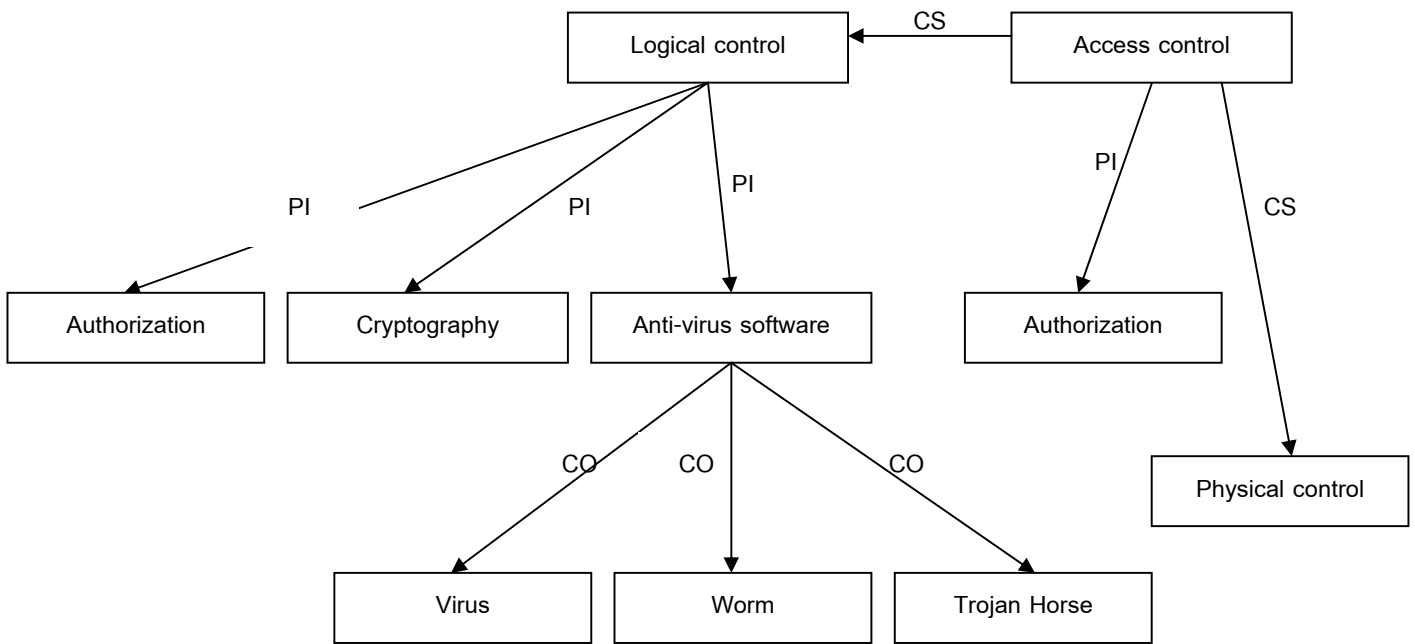 CS
Logical control
Access control
PI
PI
PI
PI
CS
Authorization
Cryptography
Anti-virus software
Authorization
CO
CO
CO
Physical control
Virus
Worm
Trojan Horse